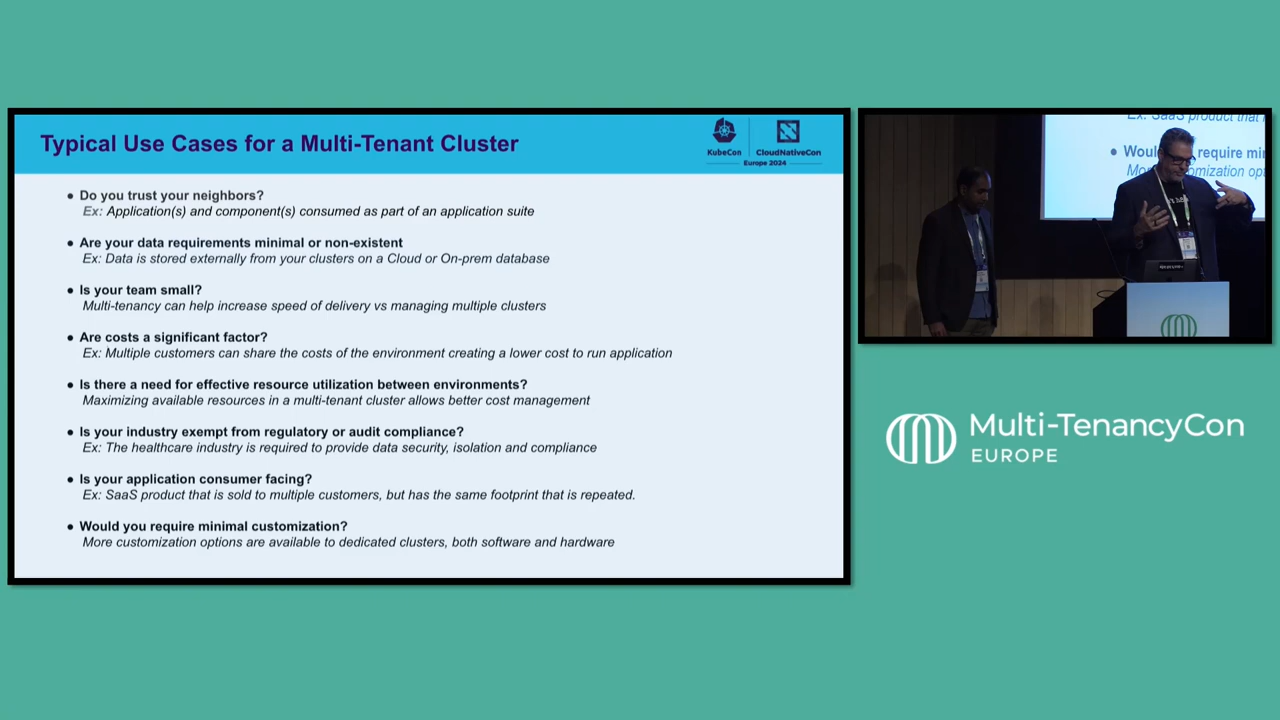 Typical Use Cases for a Multi-Tenant Cluster
KubeCon
CloudNativeCon
Europe 2024
● Do you trust your neighbors?
Ex: Application(s) and component(s) consumed as part of an application suite
● Are your data requirements minimal or non-existent
Ex: Data is stored externally from your clusters on a Cloud or On-prem database
● Is your team small?
Multi-tenancy can help increase speed of delivery vs managing multiple clusters
● Are costs a significant factor?
Ex: Multiple customers can share the costs of the environment creating a lower cost to run application
● Is there a need for effective resource utilization between environments?
Maximizing available resources in a multi-tenant cluster allows better cost management
● Is your industry exempt from regulatory or audit compliance?
Ex: The healthcare industry is required to provide data security, isolation and compliance
● Is your application consumer facing?
Ex: SaaS product that is sold to multiple customers, but has the same footprint that is repeated.
● Would you require minimal customization?
More customization options are available to dedicated clusters, both software and hardware
Ex: SaaS product that
● Would require mi
Multi-TenancyCon
EUROPE